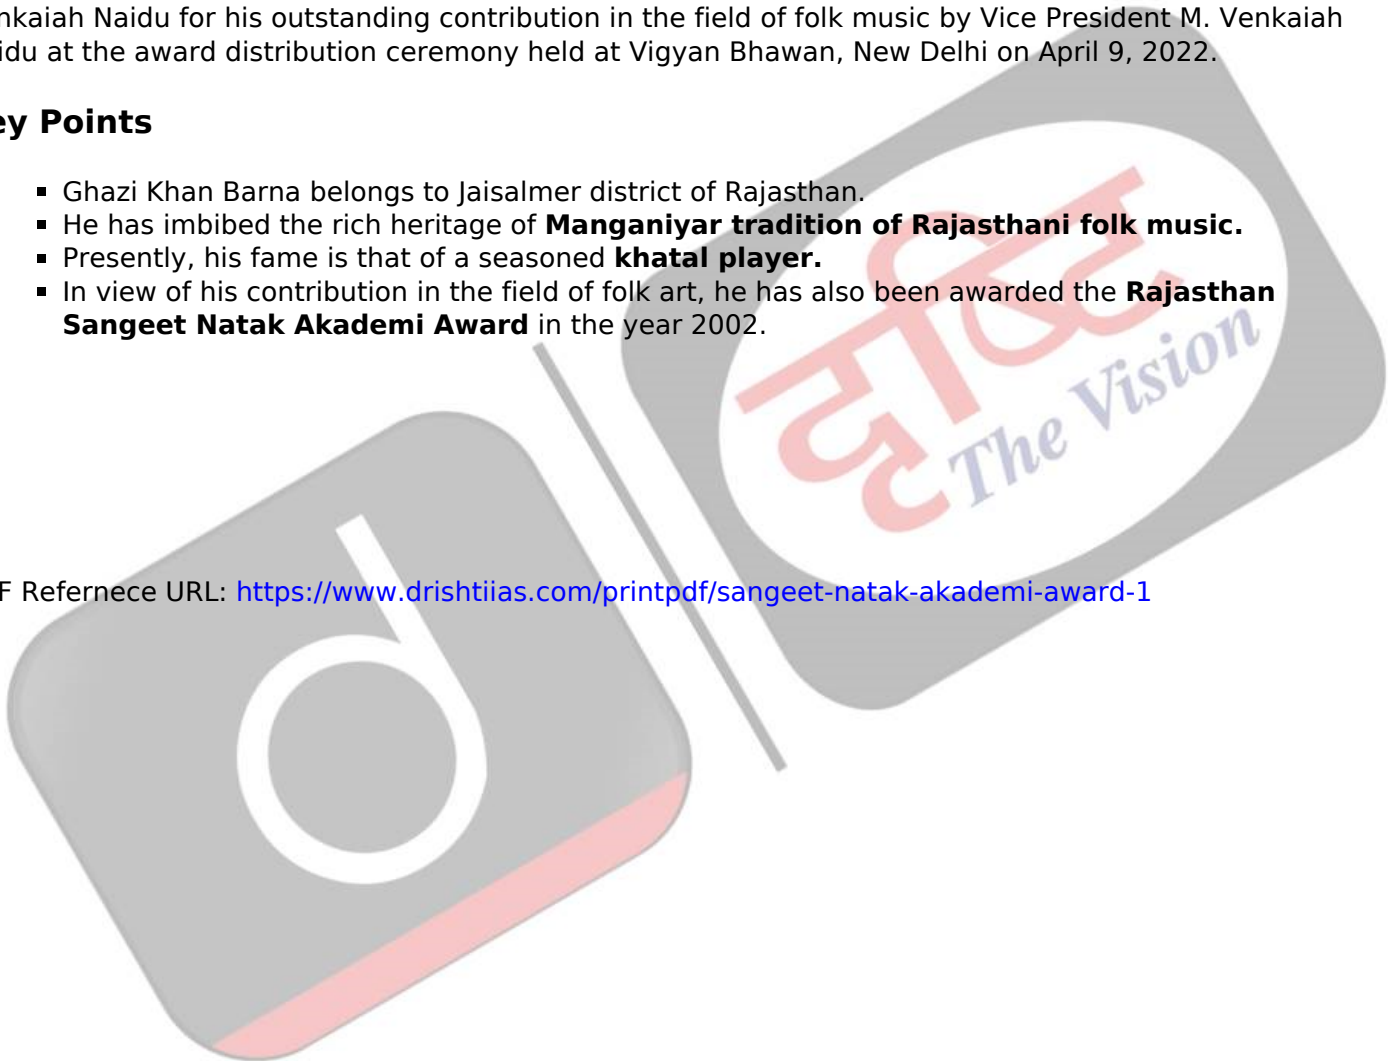 nkaiah Naidu for his outstanding contribution in the field of folk music by Vice President M. Venkaiah
idu at the award distribution ceremony held at Vigyan Bhawan, New Delhi on April 9, 2022.
ey Points
▪ Ghazi Khan Barna belongs to Jaisalmer district of Rajasthan.
▪ He has imbibed the rich heritage of Manganiyar tradition of Rajasthani folk music.
▪ Presently, his fame is that of a seasoned khatal player.
▪ In view of his contribution in the field of folk art, he has also been awarded the Rajasthan
Sangeet Natak Akademi Award in the year 2002.
दृष्टि
The Vision
d
F Refernece URL: https://www.drishtiias.com/printpdf/sangeet-natak-akademi-award-1